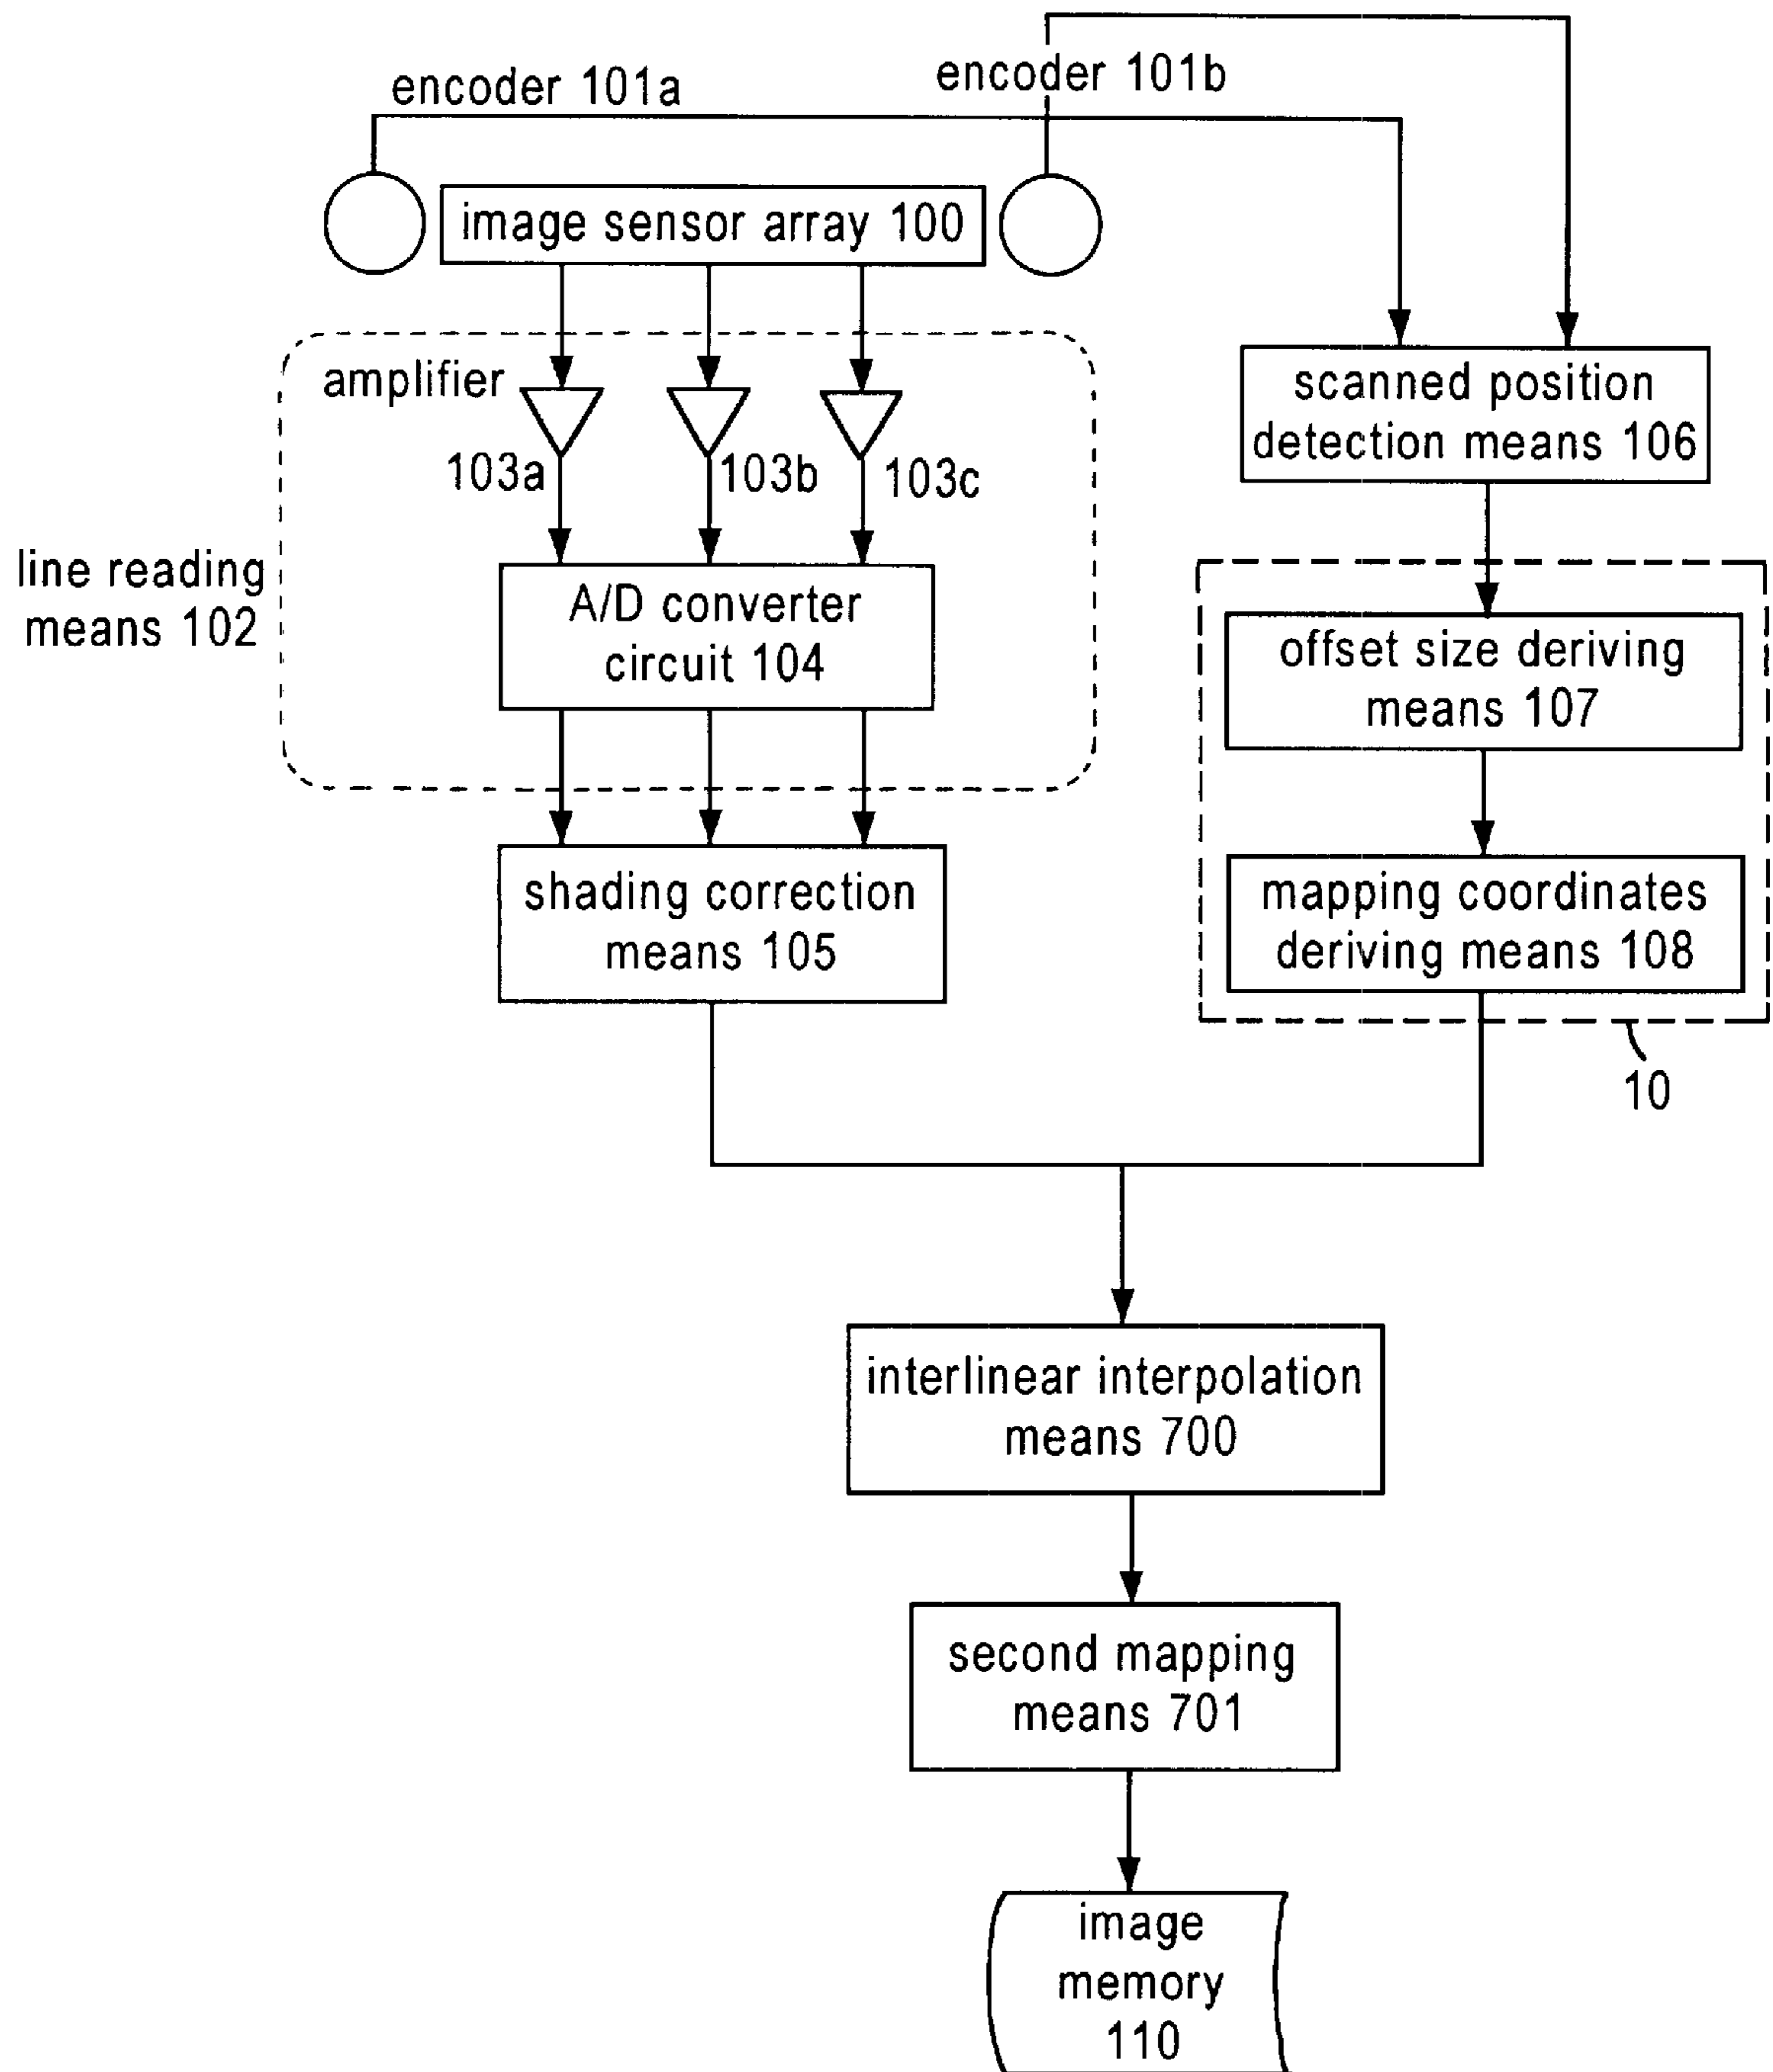 encoder 101a
encoder 101b
image sensor array 100
amplifier
103a
103b
103c
line reading
means 102
A/D converter
circuit 104
shading correction
means 105
scanned position
detection means 106
offset size deriving
means 107
mapping coordinates
deriving means 108
10
interlinear interpolation
means 700
second mapping
means 701
image
memory
110